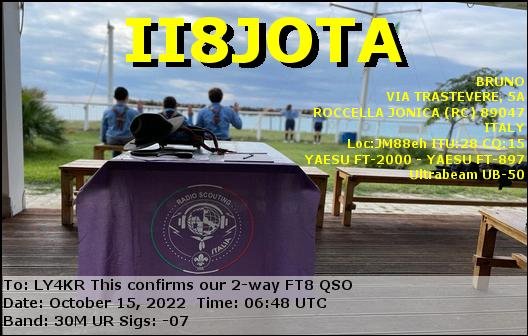 II8JOTA
BRUNO
VIA TRASTEVERE, 5A
ROCCELLA JONICA (RC) 89047
ITALY
Loc:JM88eh ITU:28 CQ:15
YAESU FT-2000 - YAESU FT-897
Ultrabeam UB-50
RADIO SCOUTING
ITALIA
To: LY4KR This confirms our 2-way FT8 QSO
Date: October 15, 2022 Time: 06:48 UTC
Band: 30M UR Sigs: -07